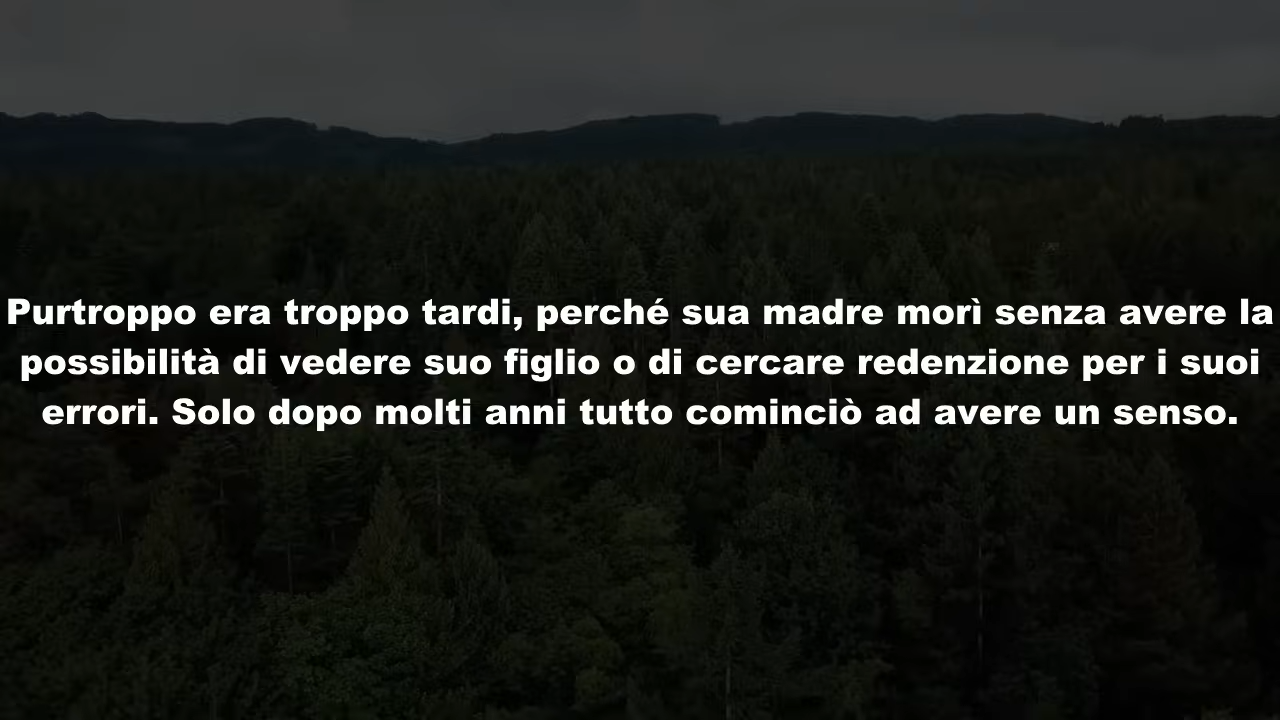 Purtroppo era troppo tardi, perché sua madre morì senza avere la
possibilità di vedere suo figlio o di cercare redenzione per i suoi
errori. Solo dopo molti anni tutto cominciò ad avere un senso.